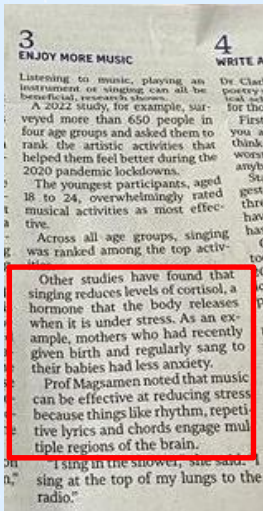 3
ENJOY MORE MUSIC
Listening to music, playing an
instrument or singing can all be
beneficial, research shows.
A 2022 study, for example, sur-
veyed more than 650 people in
four age groups and asked them to
rank the artistic activities that
helped them feel better during the
2020 pandemic lockdowns.
The youngest participants, aged
18 to 24, overwhelmingly rated
musical activities as most effec-
tive.
Across all age groups, singing
was ranked among the top activ-
Other studies have found that
singing reduces levels of cortisol, a
hormone that the body releases
when it is under stress. As an ex-
ample, mothers who had recently
given birth and regularly sang to
their babies had less anxiety.
Prof Magsamen noted that music
can be effective at reducing stress
because things like rhythm, repeti-
tive lyrics and chords engage mul
tiple regions of the brain.
"I sing in the shower," she said. "I
sing at the top of my lungs to the
radio."
4
WRITE A